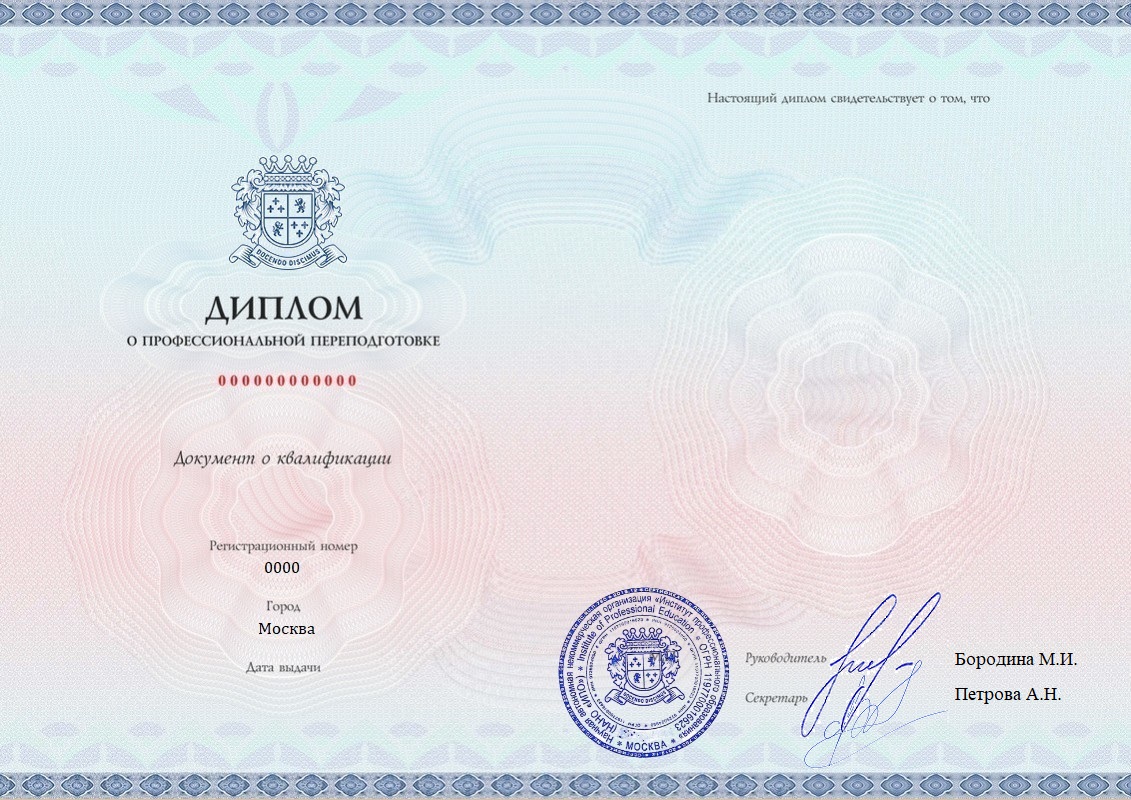 DOCENDO DISCIMUS
ДИПЛОМ
О ПРОФЕССИОНАЛЬНОЙ ПЕРЕПОДГОТОВКЕ
000000000000
Документ о квалификации
Регистрационный номер
0000
Город
Москва
Дата выдачи
Настоящий диплом свидетельствует о том, что
Научная автономная некоммерческая организация «Институт профессионального образования»
(НАНО «ИПО») * Institute of Professional Education * ОГРН 1197700016623
DOCENDO DISCIMUS
* МОСКВА *
Руководитель
Бородина М.И.
Секретарь
Петрова А.Н.